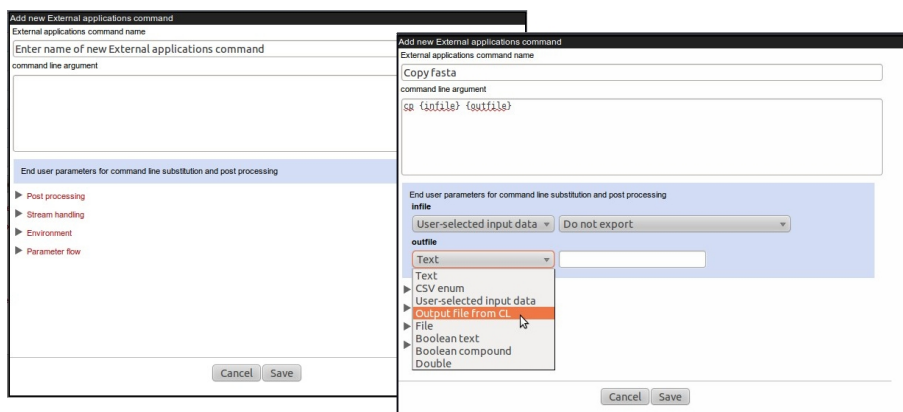 Add new External applications command
External applications command name
Enter name of new External applications command
command line argument
End user parameters for command line substitution and post processing
Post processing
Stream handling
Environment
Parameter flow
Cancel Save
Add new External applications command
External applications command name
Copy fasta
command line argument
cp {infile} {outfile}
End user parameters for command line substitution and post processing
infile
User-selected input data Do not export
outfile
Text
Text
CSV enum
User-selected input data
Output file from CL
File
Boolean text
Boolean compound
Double
Cancel Save